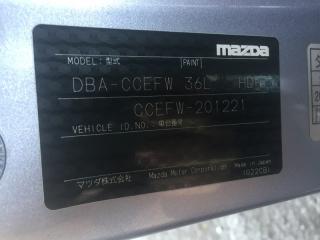 mazda
MODEL: 型式 PAINT
DBA-CCEFW 36L
CCEFW-201221
VEHICLE ID.NO. 車台番号
マツダ株式会社 Mazda Motor Corporation Made in Japan